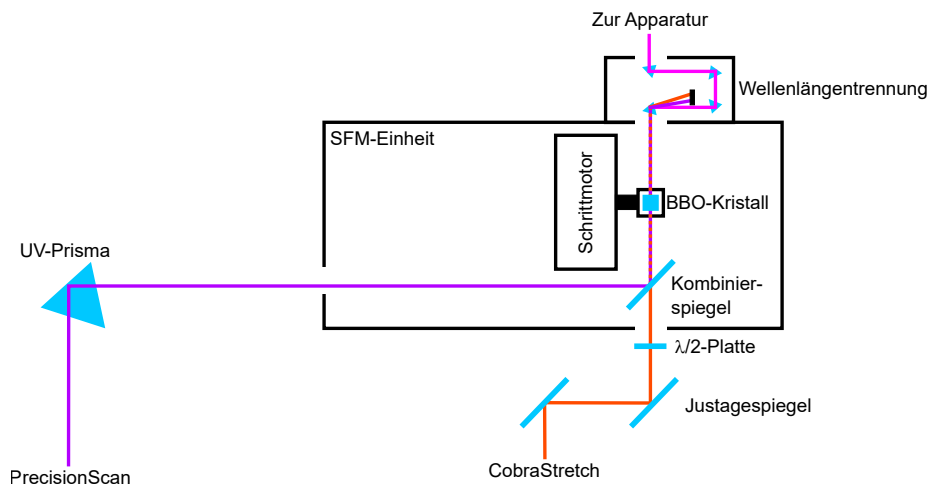 Zur Apparatur
Wellenlängentrennung
SFM-Einheit
Schrittmotor
BBO-Kristall
UV-Prisma
Kombinier-
spiegel
λ/2-Platte
Justagespiegel
CobraStretch
PrecisionScan